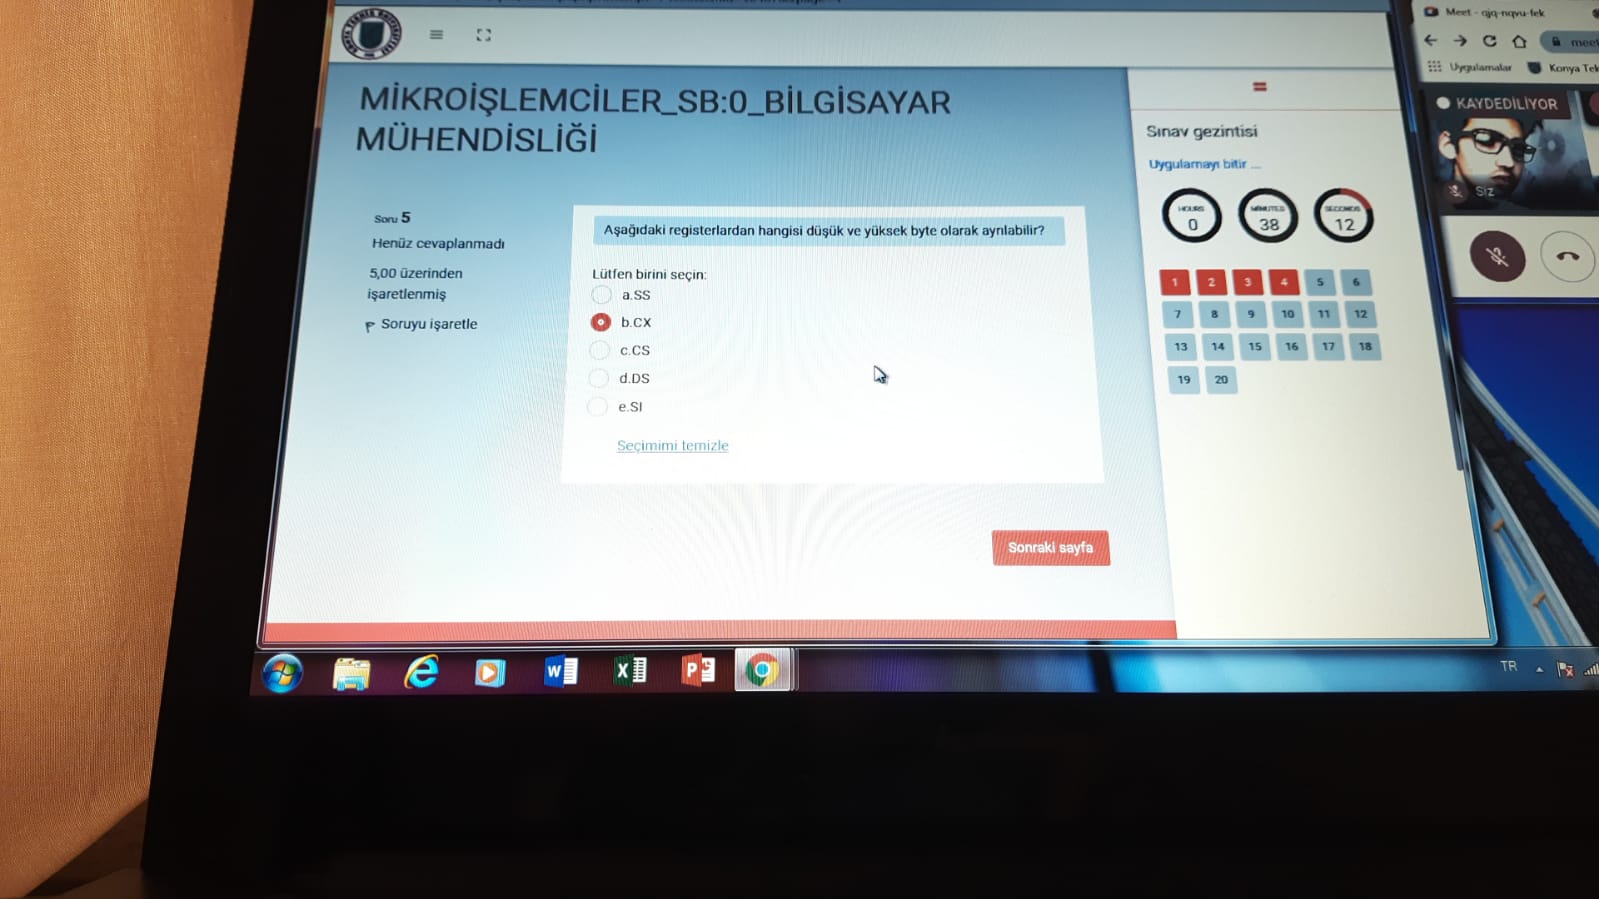 MİKROİŞLEMCİLER_SB:0_BİLGİSAYAR
MÜHENDİSLİĞİ
Soru 5
Henüz cevaplanmadı
5,00 üzerinden
işaretlenmiş
Soruyu işaretle
Aşağıdaki registerlardan hangisi düşük ve yüksek byte olarak ayrılabilir?
Lütfen birini seçin:
a.SS
b.CX
c.CS
d.DS
e.SI
Seçimimi temizle
Sonraki sayfa
Sınav gezintisi
Uygulamayı bitir ...
HOURS
0
MINUTES
38
SECONDS
12
1 2 3 4 5 6
7 8 9 10 11 12
13 14 15 16 17 18
19 20
Meet - qjq-nqvu-fek
meet
Uygulamalar
Konya Tek
KAYDEDİLİYOR
Siz
TR